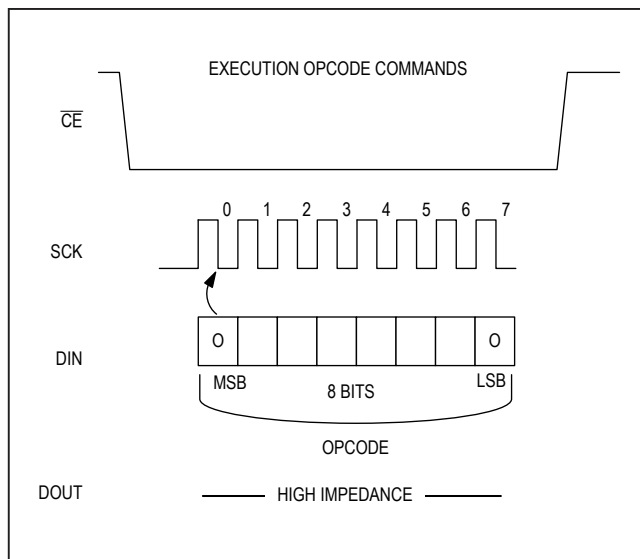 EXECUTION OPCODE COMMANDS
CE
0 1 2 3 4 5 6 7
SCK
O O
DIN
MSB 8 BITS LSB
OPCODE
DOUT HIGH IMPEDANCE